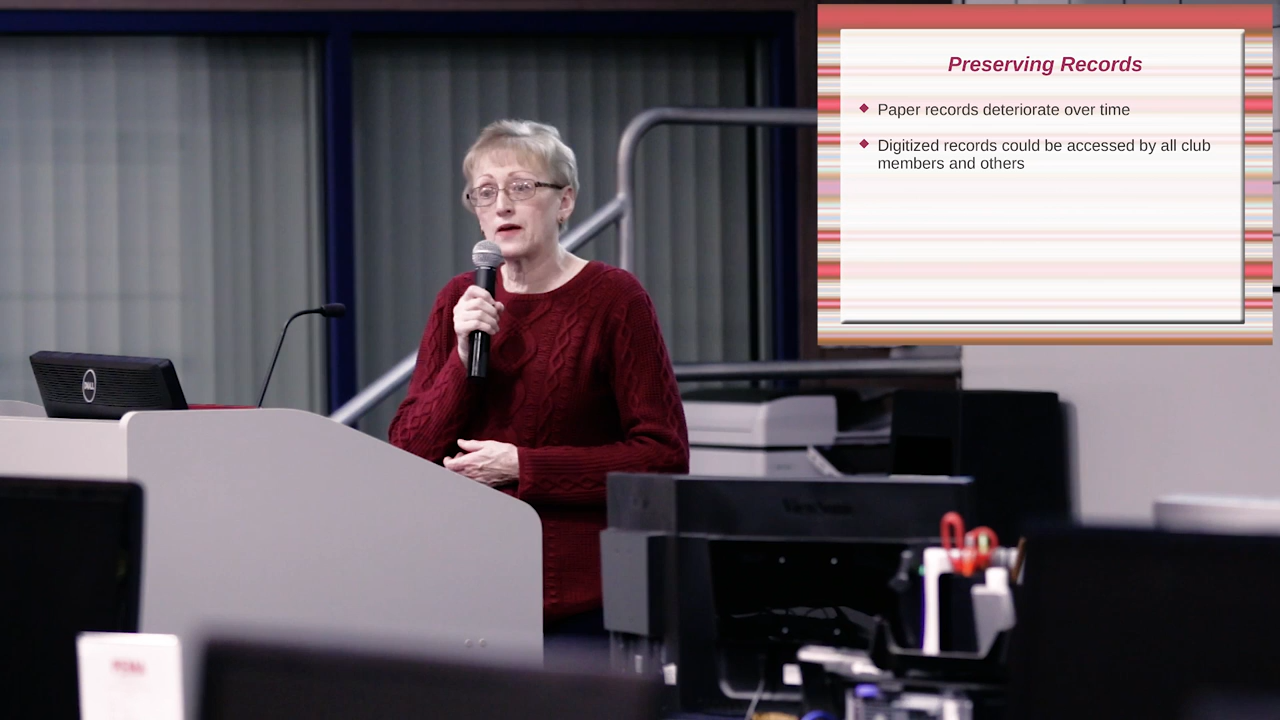 Preserving Records
Paper records deteriorate over time
Digitized records could be accessed by all club
members and others
DELL